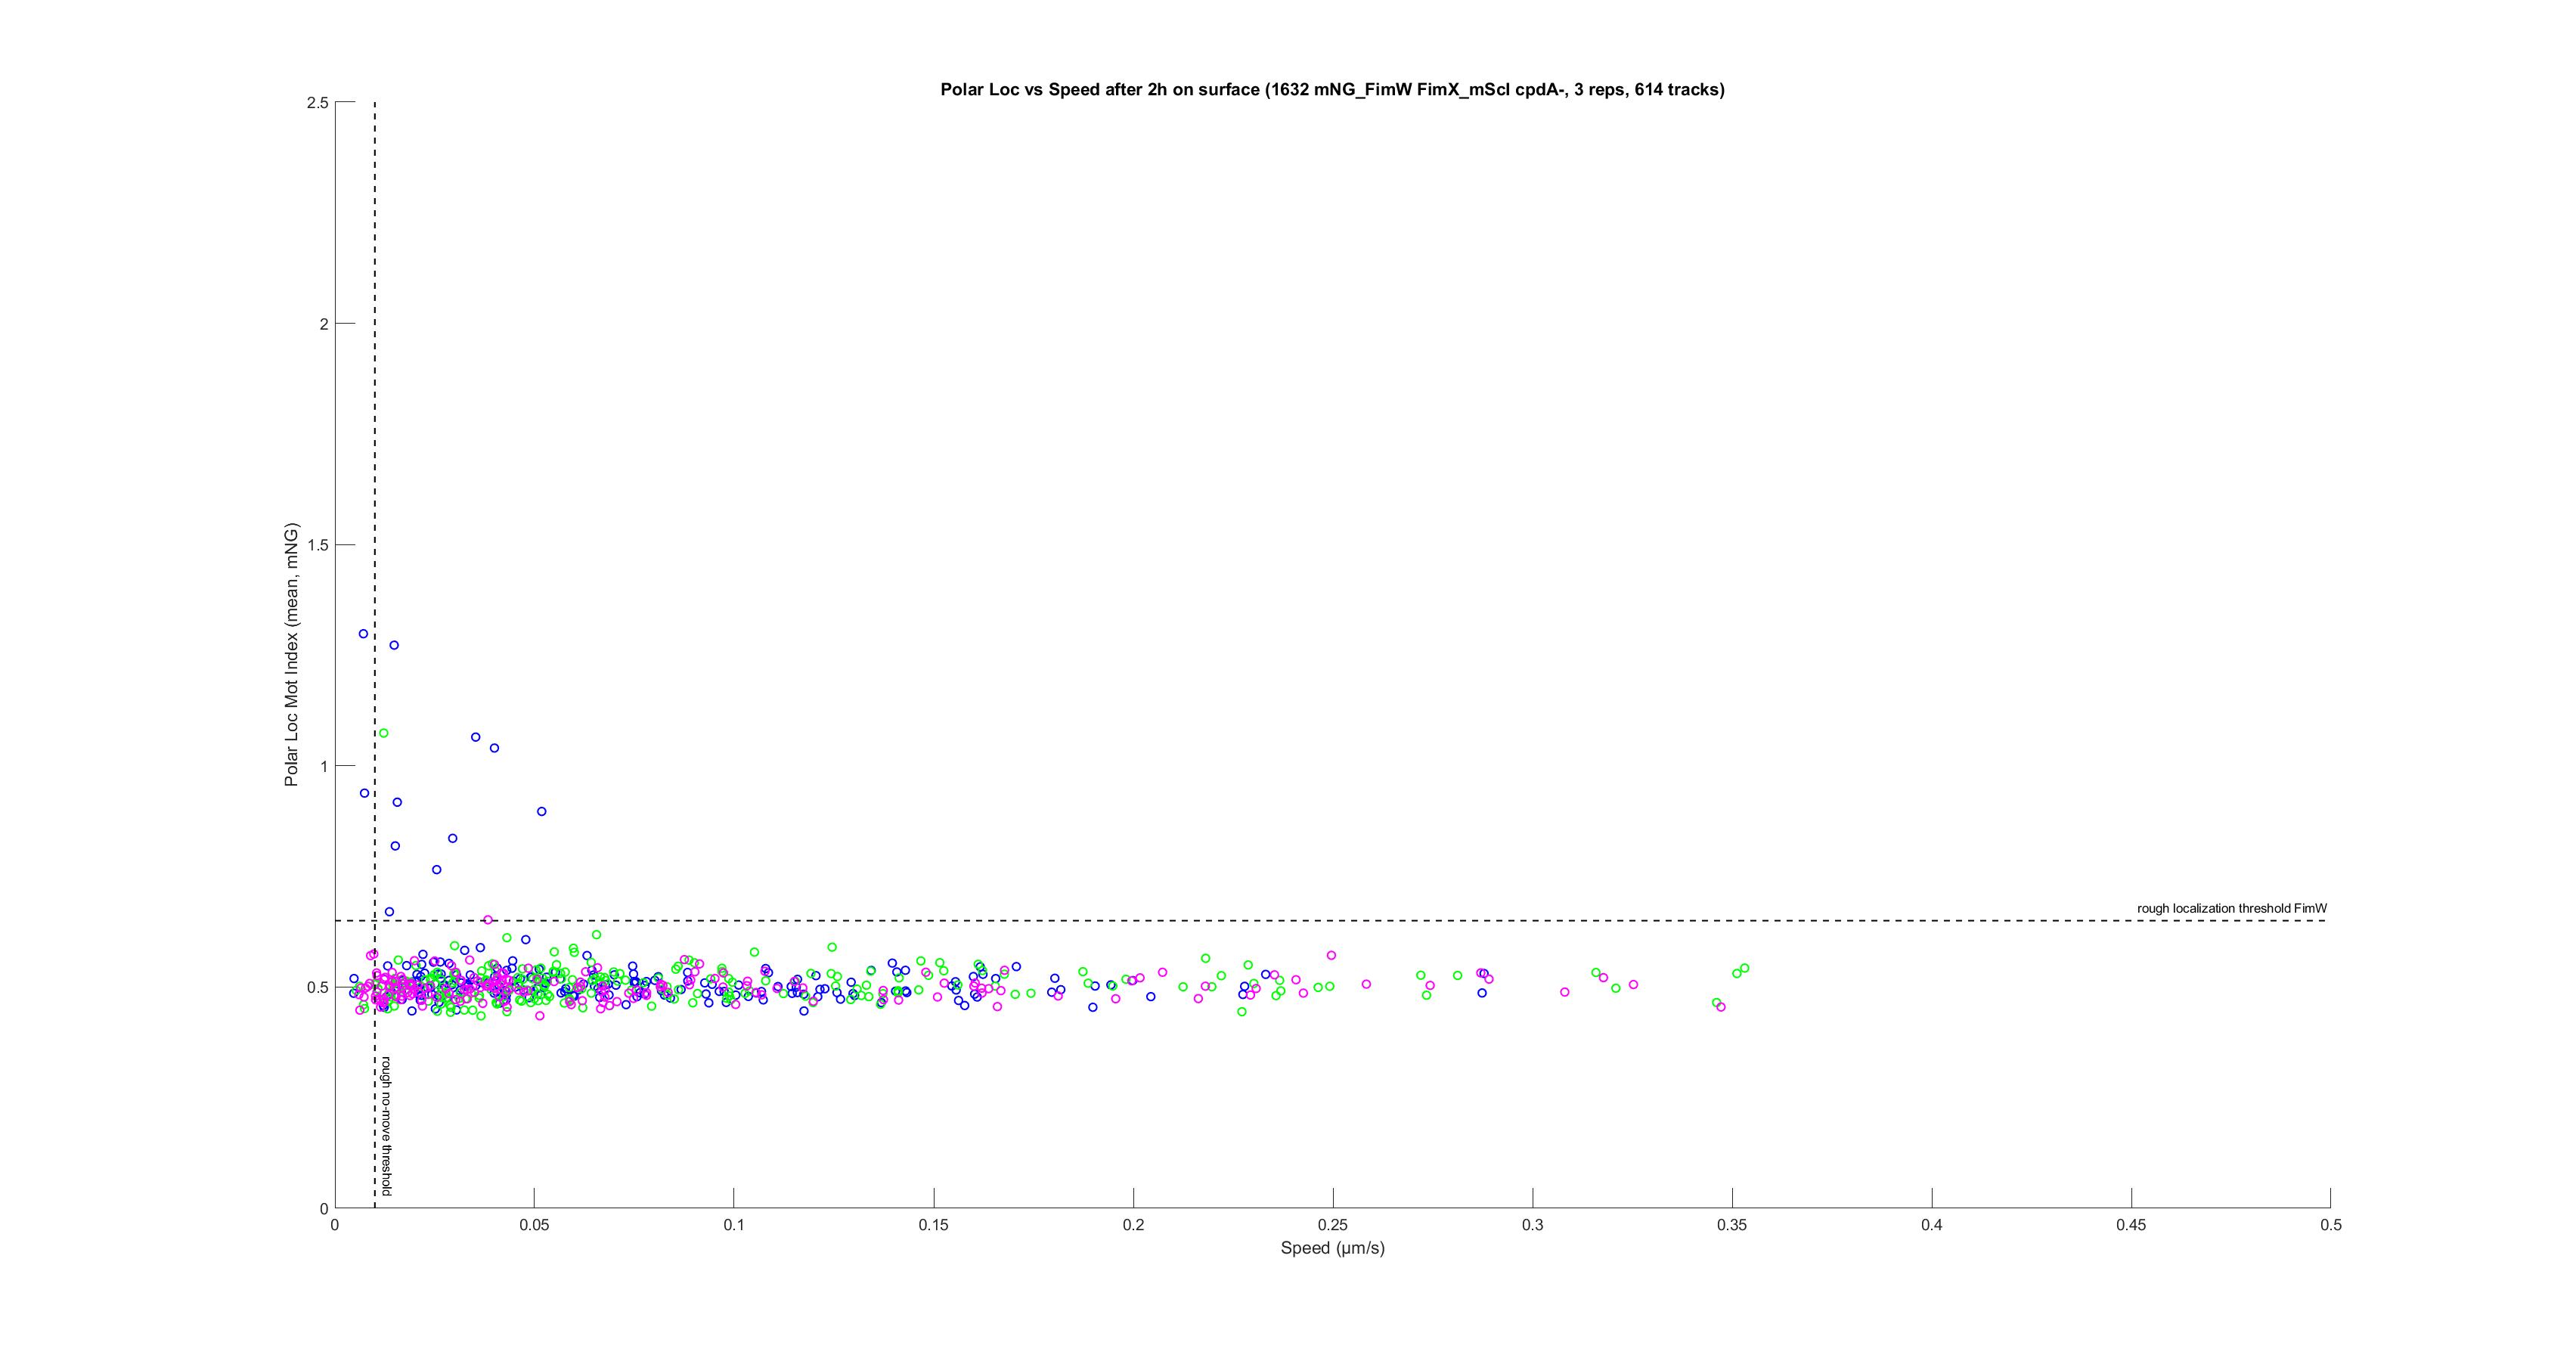 Polar Loc vs Speed after 2h on surface (1632 mNG_FimW FimX_mScI cpdA-, 3 reps, 614 tracks)
2.5
2
1.5
1
0.5
0
Polar Loc Mot Index (mean, mNG)
rough localization threshold FimW
rough no-move threshold
0 0.05 0.1 0.15 0.2 0.25 0.3 0.35 0.4 0.45 0.5
Speed (µm/s)